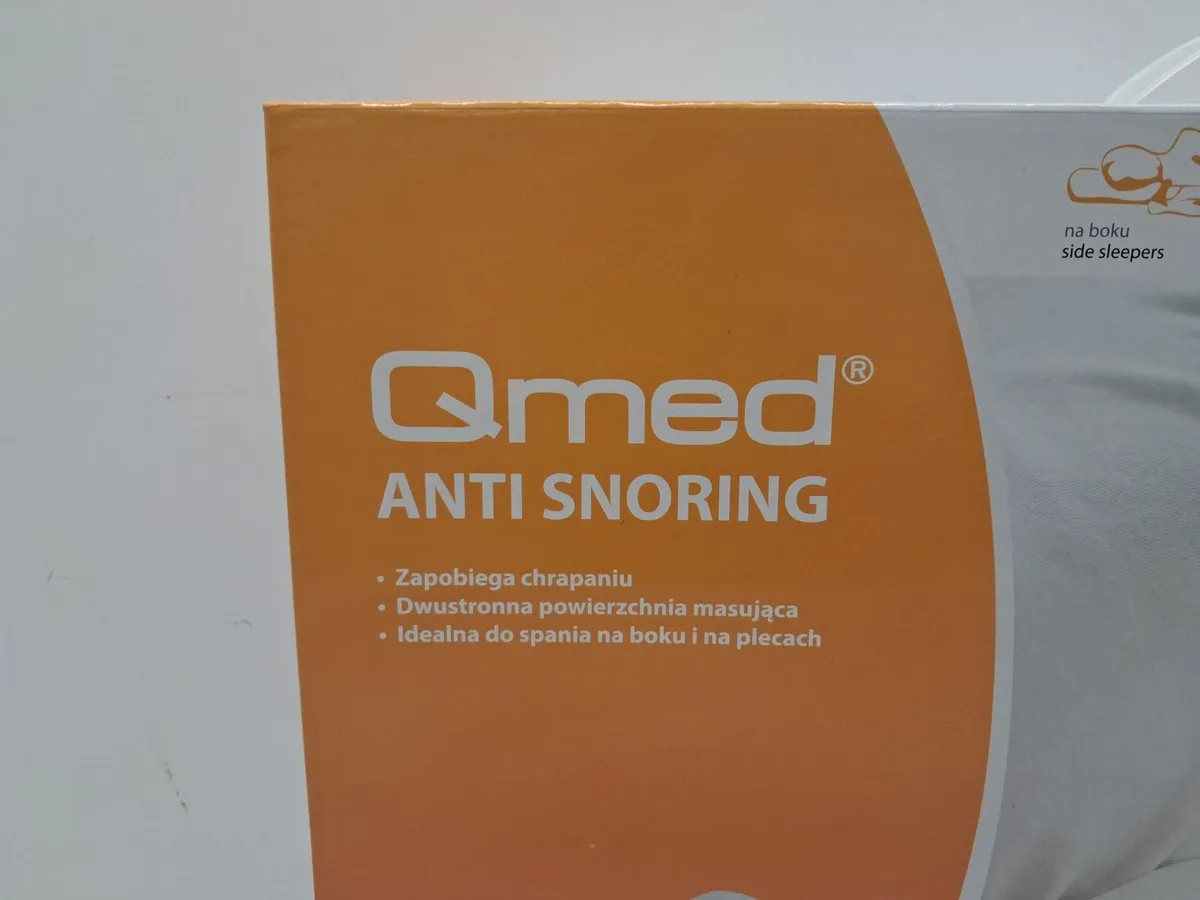 na boku
side sleepers
Qmed®
ANTI SNORING
• Zapobiega chrapaniu
• Dwustronna powierzchnia masująca
• Idealna do spania na boku i na plecach